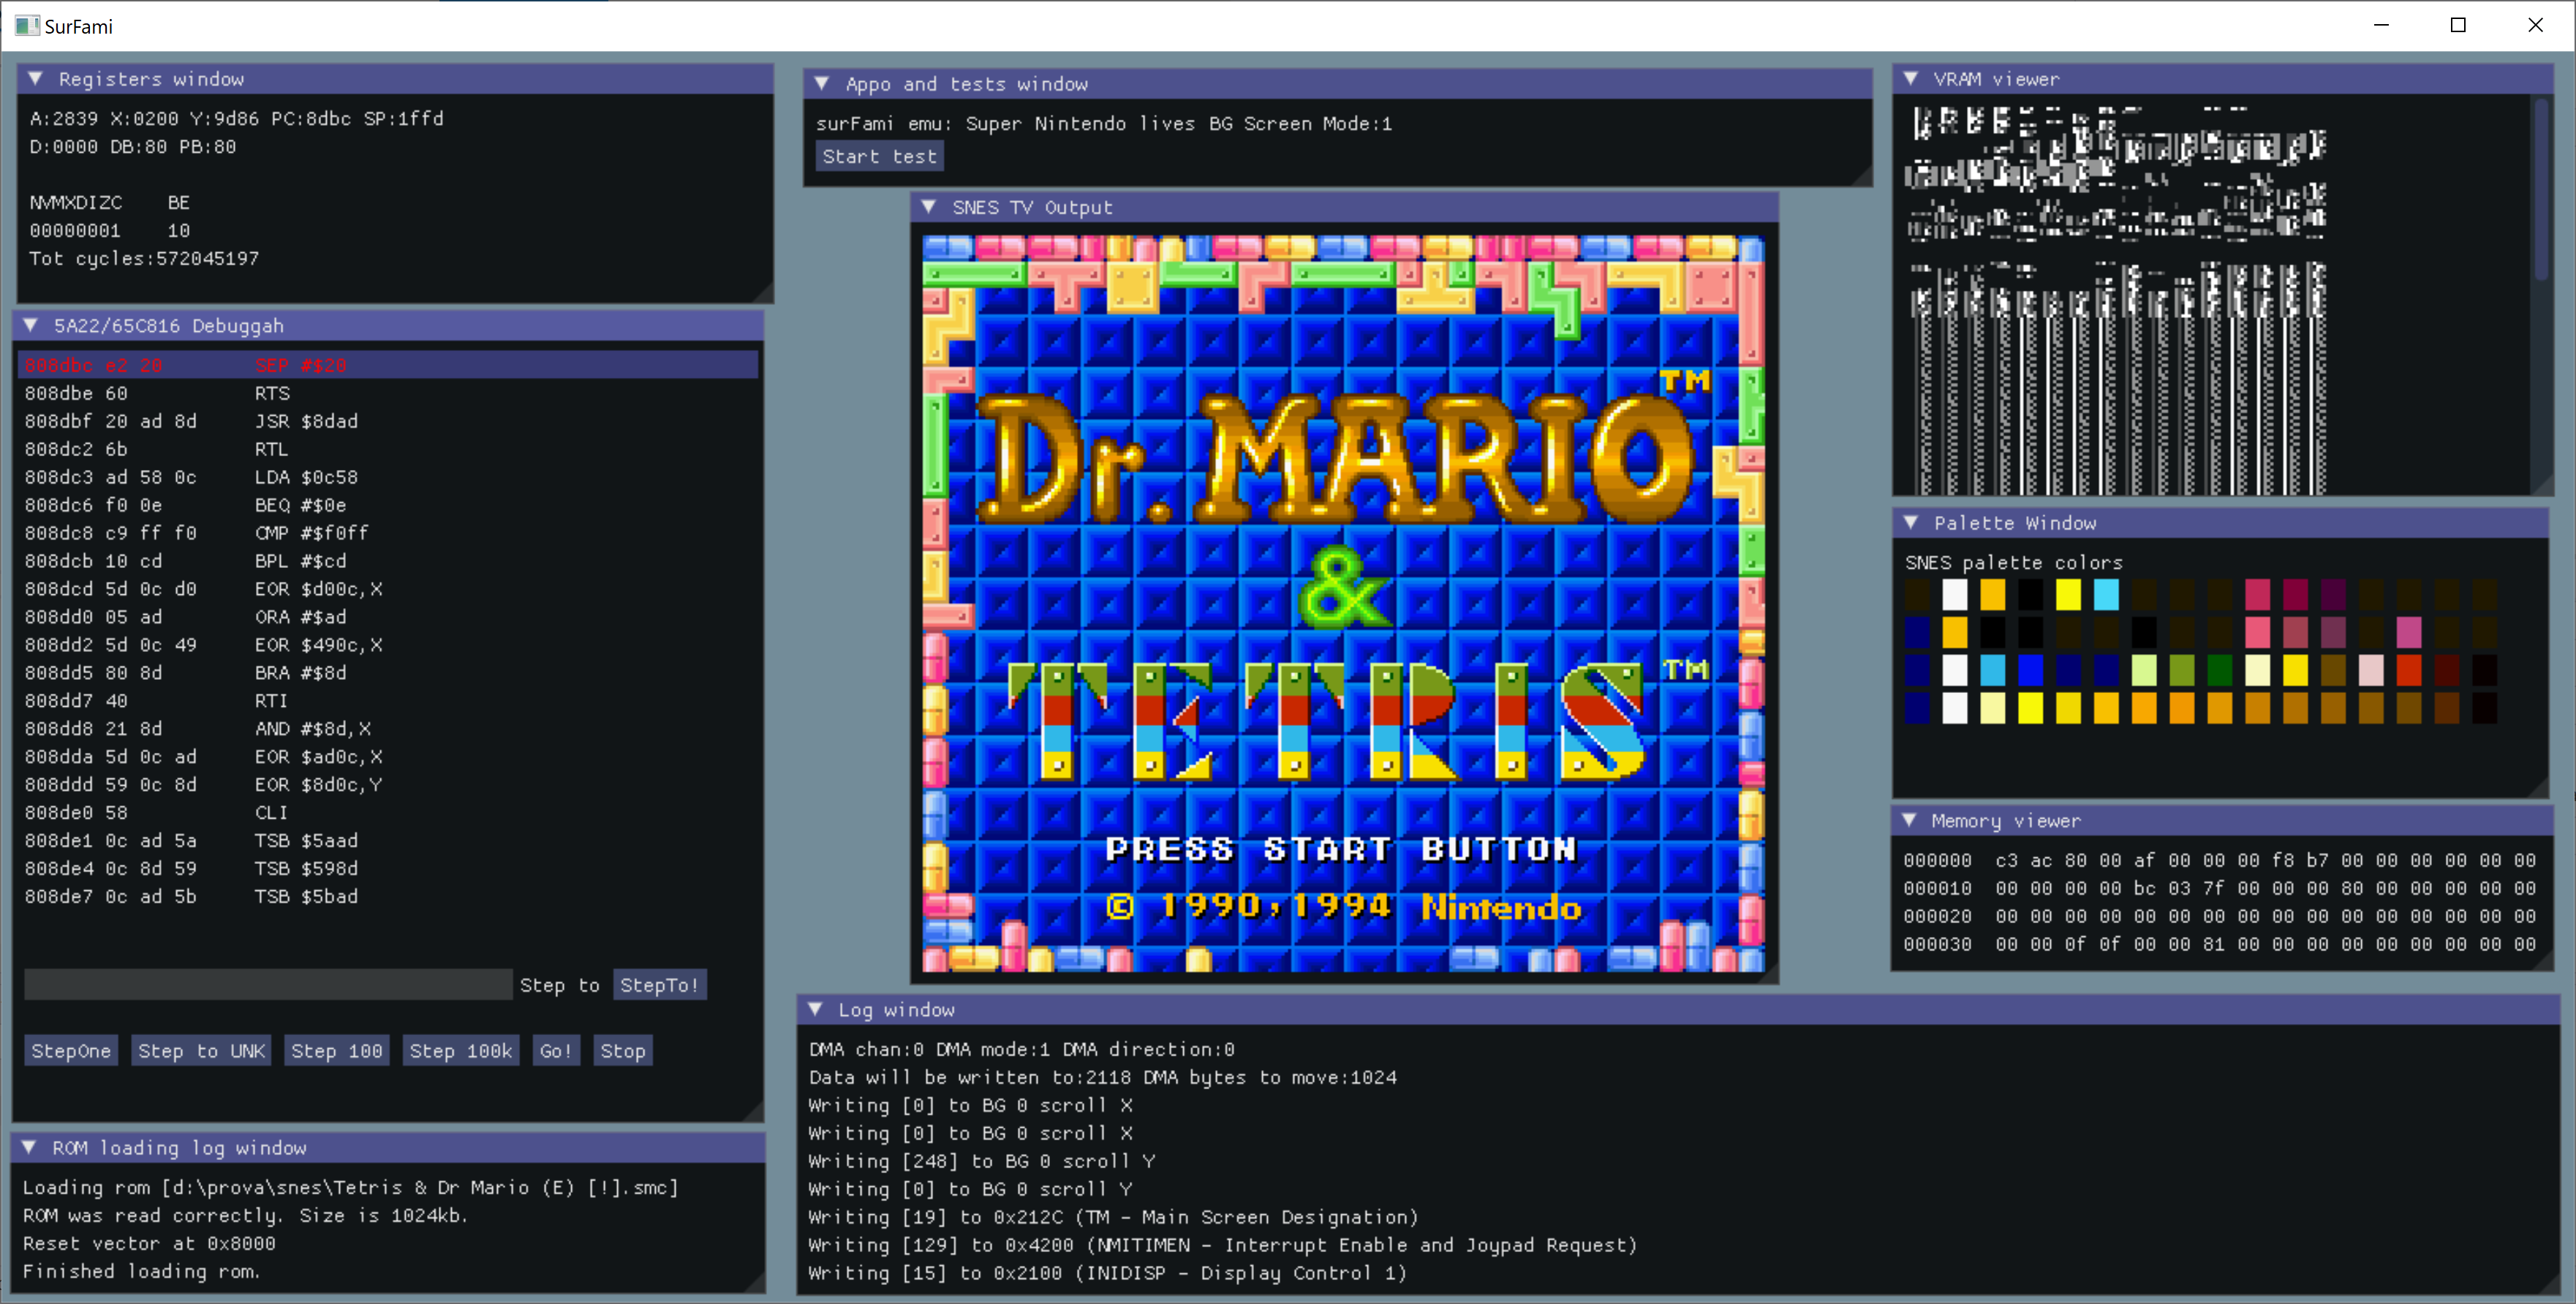 SurFami
Registers window
A:2839 X:0200 Y:9d86 PC:8dbc SP:1ffd
D:0000 DB:80 PB:80
NVMXDIZC    BE
00000001    10
Tot cycles:572045197
5A22/65C816 Debuggah
808dbc e2 20        SEP #$20
808dbe 60           RTS
808dbf 20 ad 8d     JSR $8dad
808dc2 6b           RTL
808dc3 ad 58 0c     LDA $0c58
808dc6 f0 0e        BEQ #$0e
808dc8 c9 ff f0     CMP #$f0ff
808dcb 10 cd        BPL #$cd
808dcd 5d 0c d0     EOR $d00c,X
808dd0 05 ad        ORA #$ad
808dd2 5d 0c 49     EOR $490c,X
808dd5 80 8d        BRA #$8d
808dd7 40           RTI
808dd8 21 8d        AND #$8d,X
808dda 5d 0c ad     EOR $ad0c,X
808ddd 59 0c 8d     EOR $8d0c,Y
808de0 58           CLI
808de1 0c ad 5a     TSB $5aad
808de4 0c 8d 59     TSB $598d
808de7 0c ad 5b     TSB $5bad
Step to StepTo!
StepOne Step to UNK Step 100 Step 100k Go! Stop
ROM loading log window
Loading rom [d:\prova\snes\Tetris & Dr Mario (E) [!].smc]
ROM was read correctly. Size is 1024kb.
Reset vector at 0x8000
Finished loading rom.
Appo and tests window
surFami emu: Super Nintendo lives BG Screen Mode:1
Start test
SNES TV Output
Dr. MARIO TM
&
TETRIS TM
PRESS START BUTTON
© 1990,1994 Nintendo
Log window
DMA chan:0 DMA mode:1 DMA direction:0
Data will be written to:2118 DMA bytes to move:1024
Writing [0] to BG 0 scroll X
Writing [0] to BG 0 scroll X
Writing [248] to BG 0 scroll Y
Writing [0] to BG 0 scroll Y
Writing [19] to 0x212C (TM - Main Screen Designation)
Writing [129] to 0x4200 (NMITIMEN - Interrupt Enable and Joypad Request)
Writing [15] to 0x2100 (INIDISP - Display Control 1)
VRAM viewer
Palette Window
SNES palette colors
Memory viewer
000000  c3 ac 80 00 af 00 00 00 f8 b7 00 00 00 00 00 00
000010  00 00 00 00 bc 03 7f 00 00 00 80 00 00 00 00 00
000020  00 00 00 00 00 00 00 00 00 00 00 00 00 00 00 00
000030  00 00 0f 0f 00 00 81 00 00 00 00 00 00 00 00 00